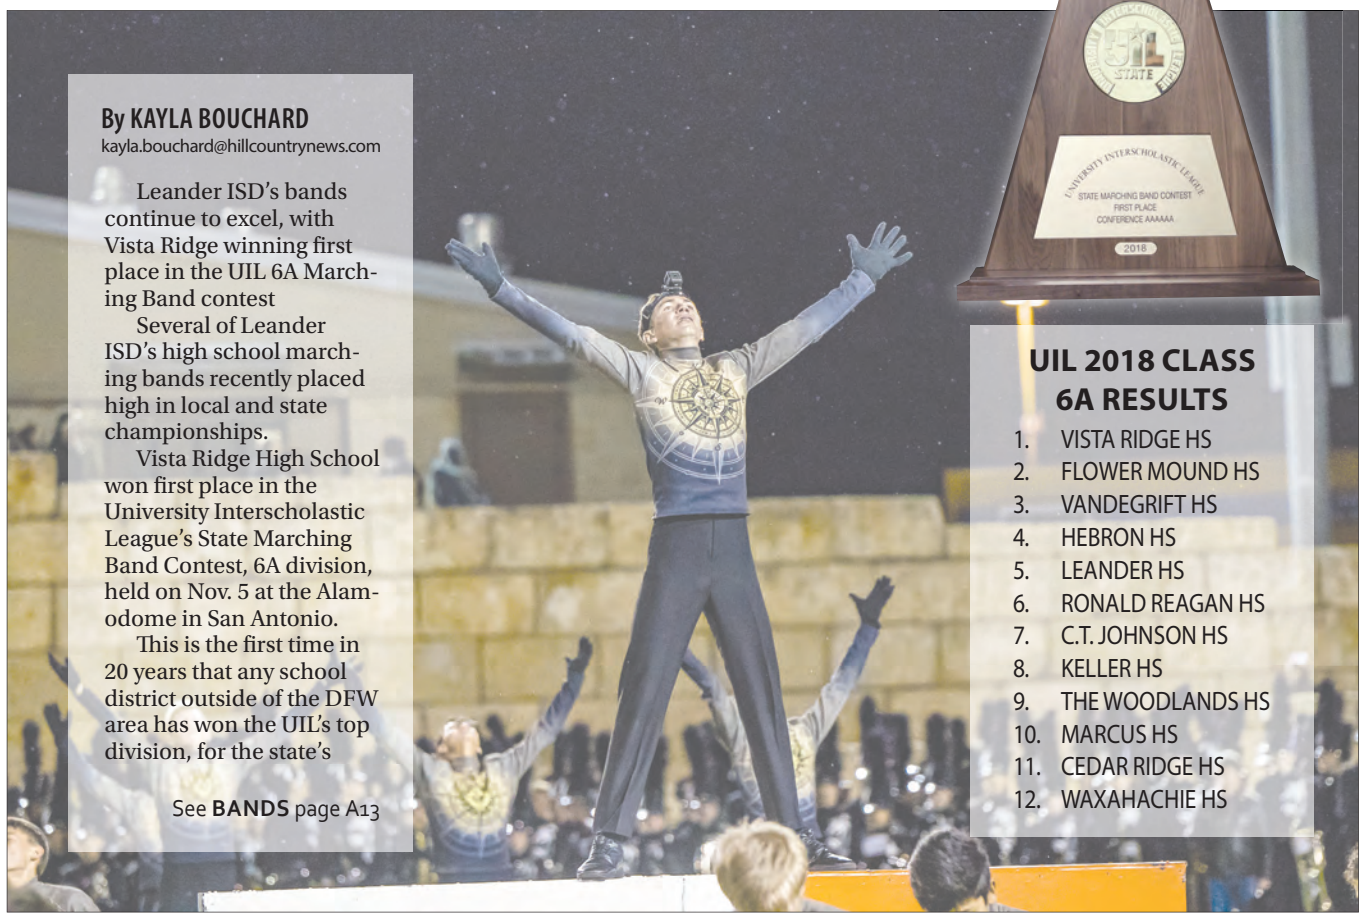 By KAYLA BOUCHARD
kayla.bouchard@hillcountrynews.com
Leander ISD’s bands
continue to excel, with
Vista Ridge winning first
place in the UIL 6A March-
ing Band contest
Several of Leander
ISD’s high school march-
ing bands recently placed
high in local and state
championships.
Vista Ridge High School
won first place in the
University Interscholastic
League’s State Marching
Band Contest, 6A division,
held on Nov. 5 at the Alam-
odome in San Antonio.
This is the first time in
20 years that any school
district outside of the DFW
area has won the UIL’s top
division, for the state’s
See BANDS page A13
UIL
STATE
UNIVERSITY INTERSCHOLASTIC LEAGUE
STATE MARCHING BAND CONTEST
FIRST PLACE
CONFERENCE AAAAAA
2018
UIL 2018 CLASS
6A RESULTS
1. VISTA RIDGE HS
2. FLOWER MOUND HS
3. VANDEGRIFT HS
4. HEBRON HS
5. LEANDER HS
6. RONALD REAGAN HS
7. C.T. JOHNSON HS
8. KELLER HS
9. THE WOODLANDS HS
10. MARCUS HS
11. CEDAR RIDGE HS
12. WAXAHACHIE HS